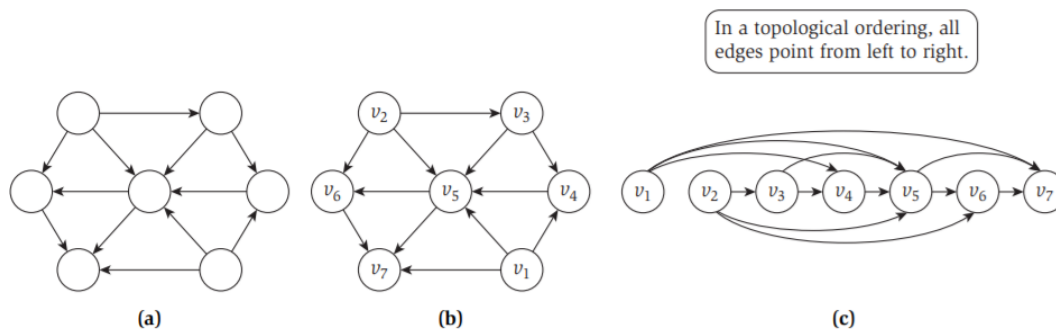 In a topological ordering, all
edges point from left to right.
v₂ v₃
v₆ v₅ v₄
v₇ v₁
v₁ v₂ v₃ v₄ v₅ v₆ v₇
(a) (b) (c)